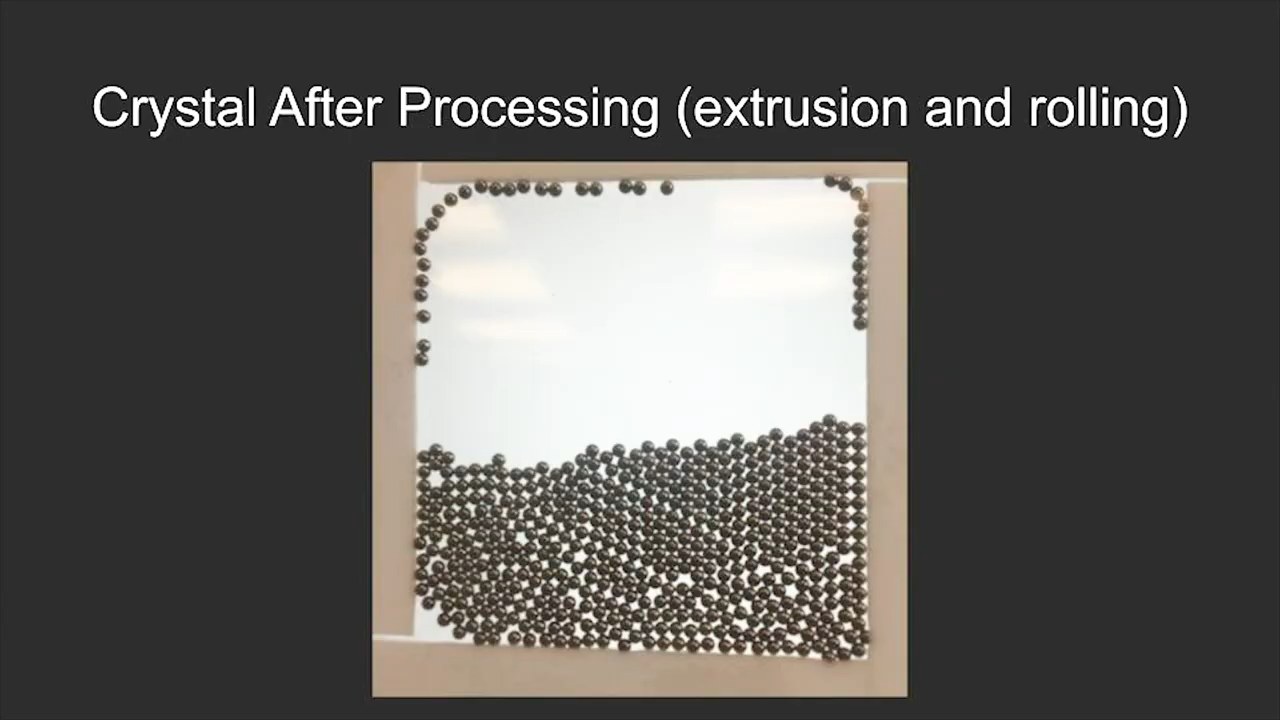 Crystal After Processing (extrusion and rolling)